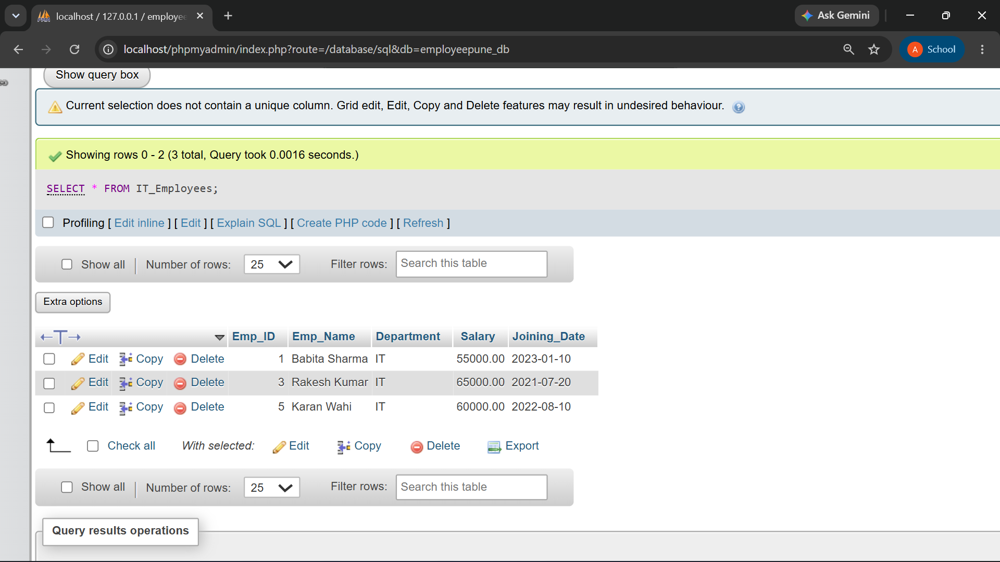 localhost / 127.0.0.1 / employee
Ask Gemini
localhost/phpmyadmin/index.php?route=/database/sql&db=employeepune_db
A School
Show query box
Current selection does not contain a unique column. Grid edit, Edit, Copy and Delete features may result in undesired behaviour.
Showing rows 0 - 2 (3 total, Query took 0.0016 seconds.)
SELECT * FROM IT_Employees;
Profiling [ Edit inline ] [ Edit ] [ Explain SQL ] [ Create PHP code ] [ Refresh ]
Show all Number of rows: 25 Filter rows: Search this table
Extra options
Emp_ID Emp_Name Department Salary Joining_Date
Edit Copy Delete 1 Babita Sharma IT 55000.00 2023-01-10
Edit Copy Delete 3 Rakesh Kumar IT 65000.00 2021-07-20
Edit Copy Delete 5 Karan Wahi IT 60000.00 2022-08-10
Check all With selected: Edit Copy Delete Export
Show all Number of rows: 25 Filter rows: Search this table
Query results operations